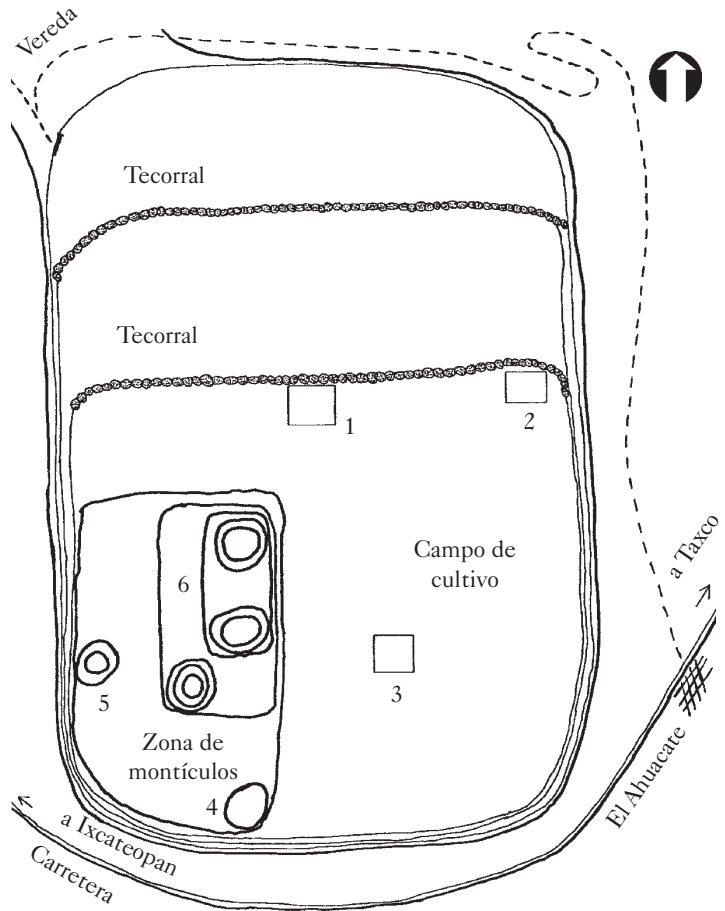 Vereda
Tecorral
Tecorral
1
2
Campo de
cultivo
a Taxco
6
3
5
Zona de
montículos
4
El Ahuacate
a Ixcateopan
Carretera